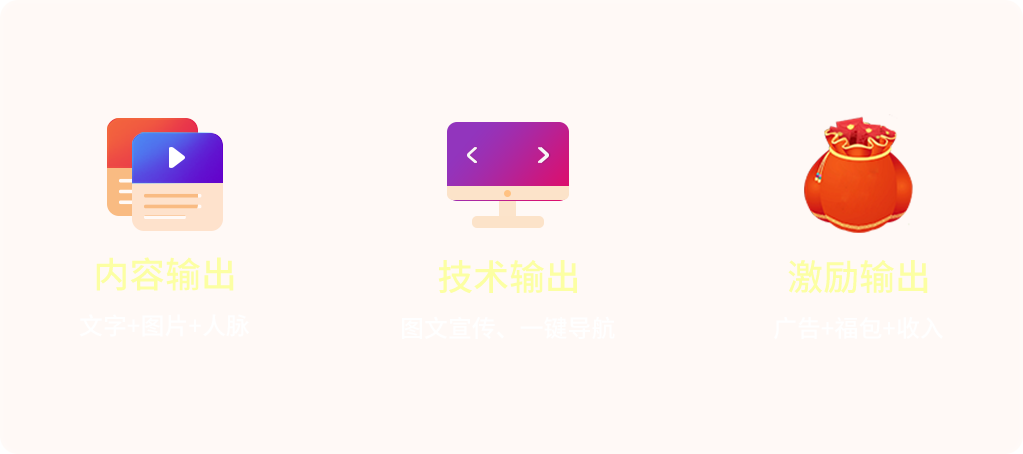 内容输出
文字+图片+人脉
技术输出
图文宣传、一键导航
激励输出
广告+福包+收入